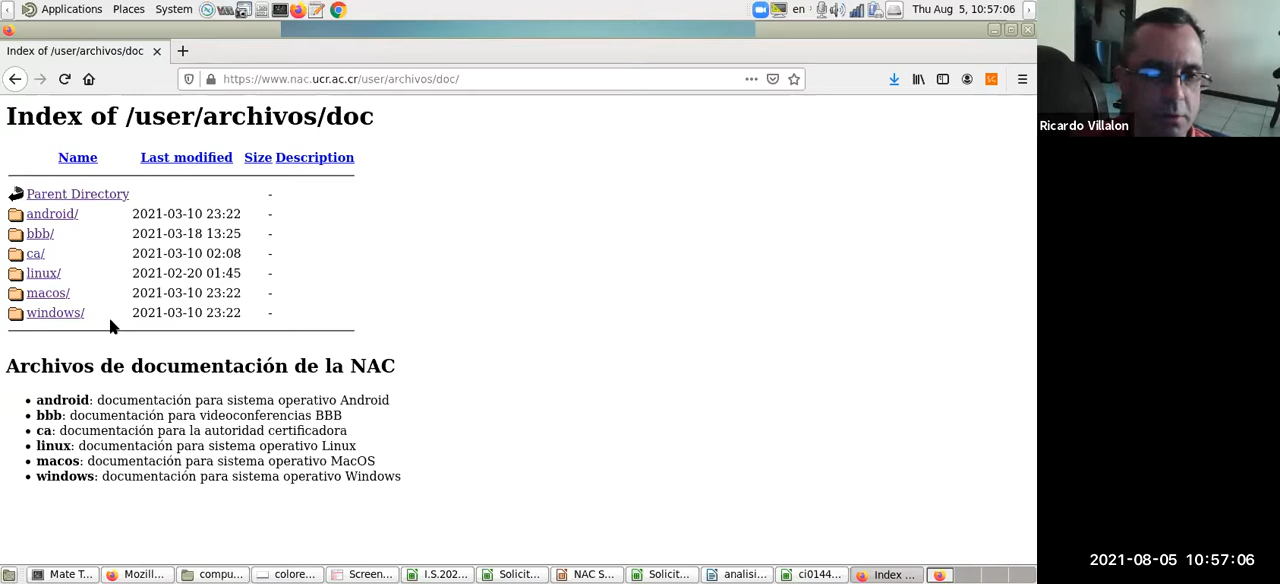 Applications Places System en Thu Aug 5, 10:57:06
Index of /user/archivos/doc
https://www.nac.ucr.ac.cr/user/archivos/doc/
Index of /user/archivos/doc
Name Last modified Size Description
Parent Directory -
android/ 2021-03-10 23:22 -
bbb/ 2021-03-18 13:25 -
ca/ 2021-03-10 02:08 -
linux/ 2021-02-20 01:45 -
macos/ 2021-03-10 23:22 -
windows/ 2021-03-10 23:22 -
Archivos de documentación de la NAC
• android: documentación para sistema operativo Android
• bbb: documentación para videoconferencias BBB
• ca: documentación para la autoridad certificadora
• linux: documentación para sistema operativo Linux
• macos: documentación para sistema operativo MacOS
• windows: documentación para sistema operativo Windows
Mate T... Mozill... compu... colore... Screen... I.S.202... Solicit... NAC S... Solicit... analisi... ci0144... Index ...
Ricardo Villalon
2021-08-05 10:57:06